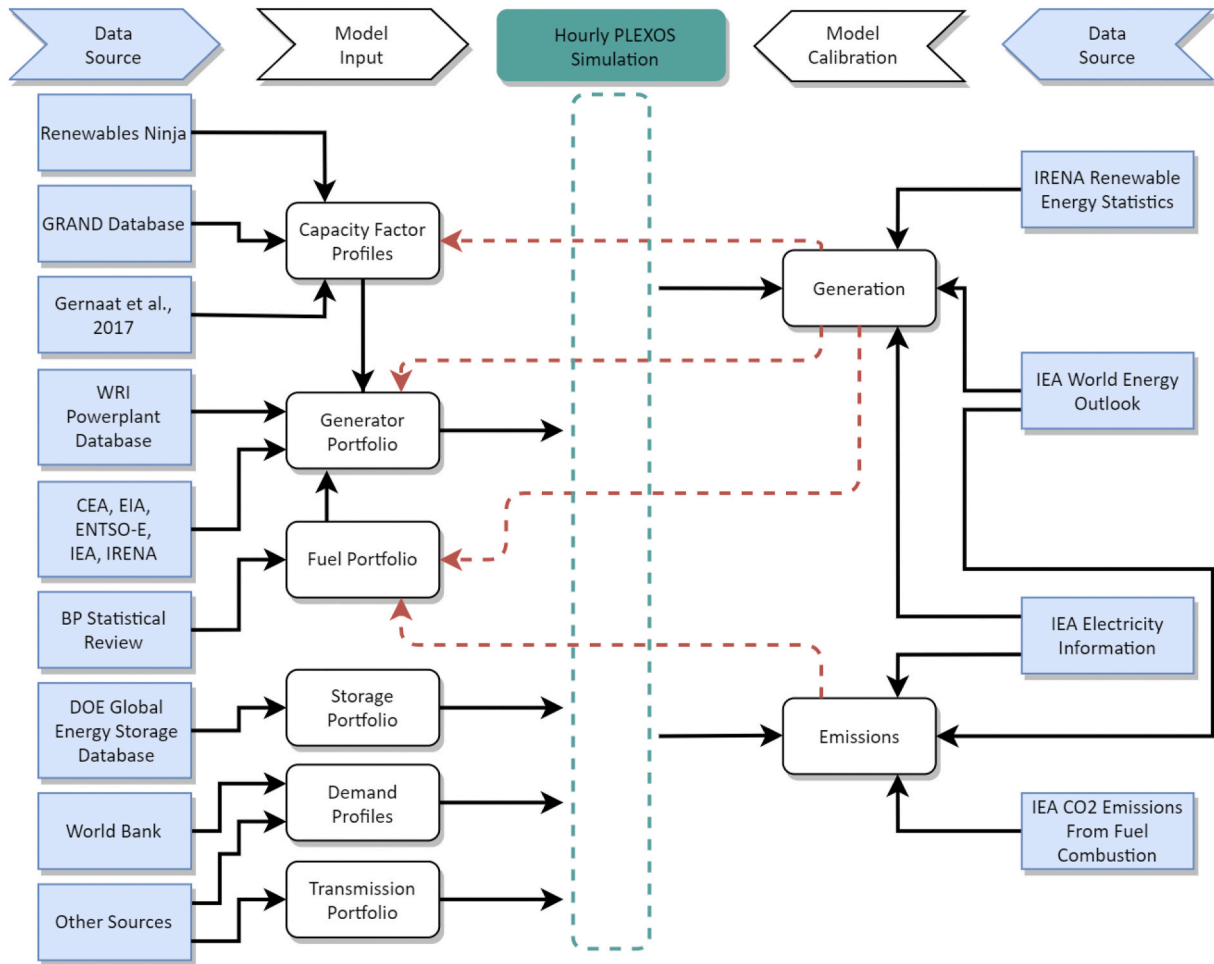 Data
Source
Model
Input
Hourly PLEXOS
Simulation
Model
Calibration
Data
Source
Renewables Ninja
GRAND Database
Gernaat et al.,
2017
WRI
Powerplant
Database
CEA, EIA,
ENTSO-E,
IEA, IRENA
BP Statistical
Review
DOE Global
Energy Storage
Database
World Bank
Other Sources
Capacity Factor
Profiles
Generator
Portfolio
Fuel Portfolio
Storage
Portfolio
Demand
Profiles
Transmission
Portfolio
Generation
Emissions
IRENA Renewable
Energy Statistics
IEA World Energy
Outlook
IEA Electricity
Information
IEA CO2 Emissions
From Fuel
Combustion